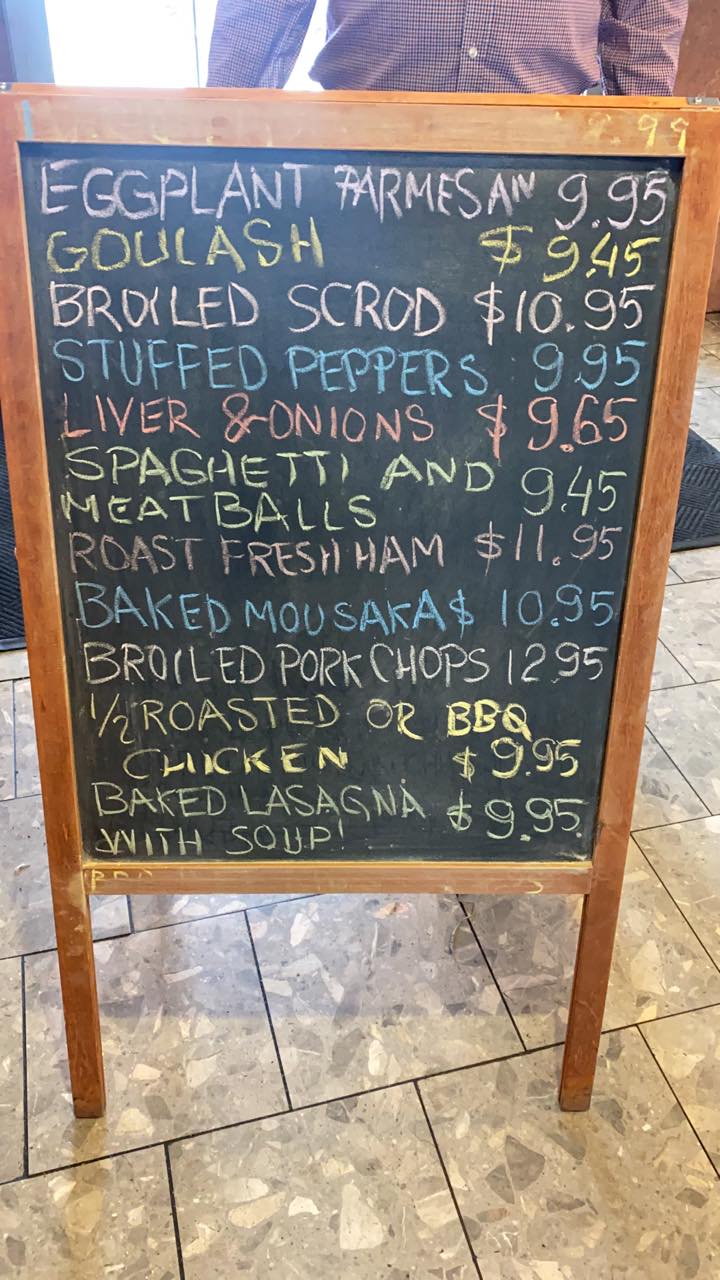 EGGPLANT PARMESAN 9.95
GOULASH $ 9.45
BROILED SCROD $10.95
STUFFED PEPPERS 9.95
LIVER & ONIONS $ 9.65
SPAGHETTI AND
MEATBALLS 9.45
ROAST FRESH HAM $11.95
BAKED MOUSAKA $ 10.95
BROILED PORK CHOPS 1295
1/2 ROASTED OR BBQ
CHICKEN $ 9.95
BAKED LASAGNA $ 9.95
WITH SOUP!